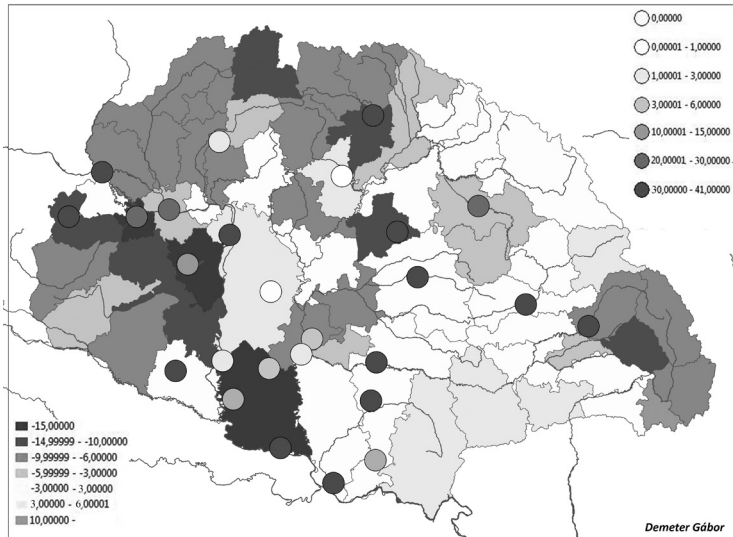 0,00000
0,00001 - 1,00000
1,00001 - 3,00000
3,00001 - 6,00000
10,00001 - 15,00000
20,00001 - 30,00000
30,00000 - 41,00000
-15,00000
-14,99999 - -10,00000
-9,99999 - -6,00000
-5,99999 - -3,00000
-3,00000 - 3,00000
3,00000 - 6,00001
10,00000 -
Demeter Gábor